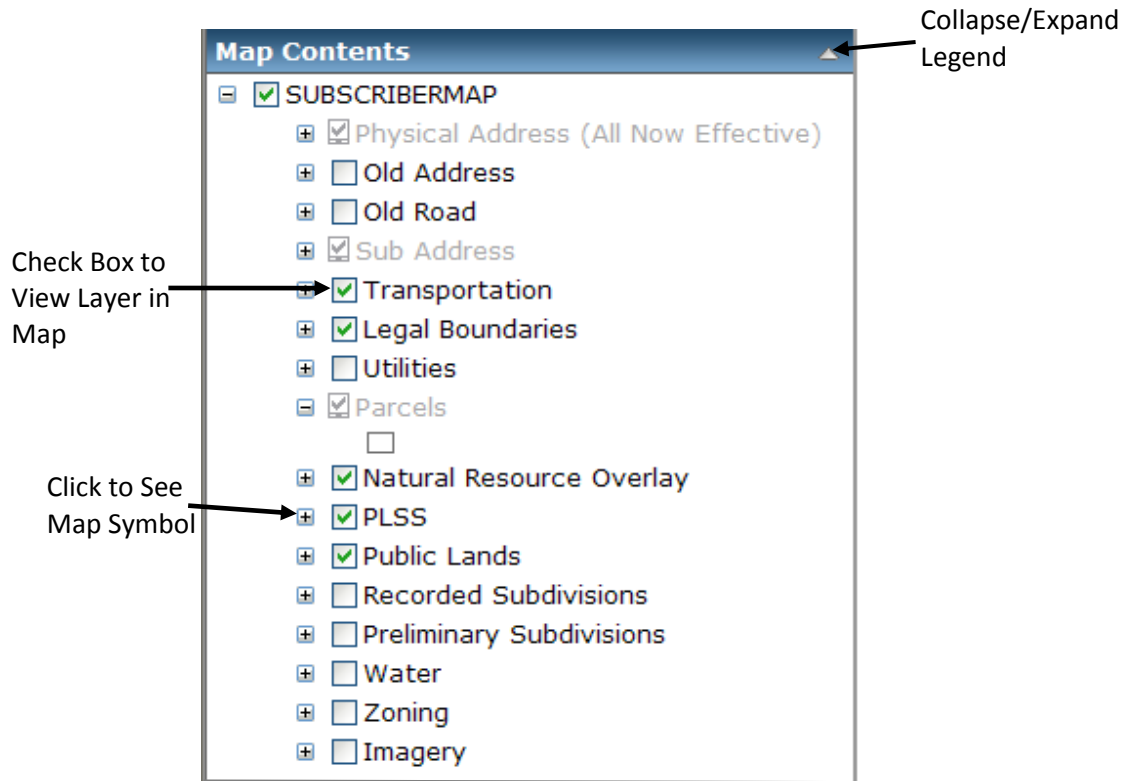 Collapse/Expand
Legend
Map Contents
SUBSCRIBERMAP
Physical Address (All Now Effective)
Old Address
Old Road
Sub Address
Check Box to
View Layer in
Map
Transportation
Legal Boundaries
Utilities
Parcels
Natural Resource Overlay
Click to See
Map Symbol
PLSS
Public Lands
Recorded Subdivisions
Preliminary Subdivisions
Water
Zoning
Imagery